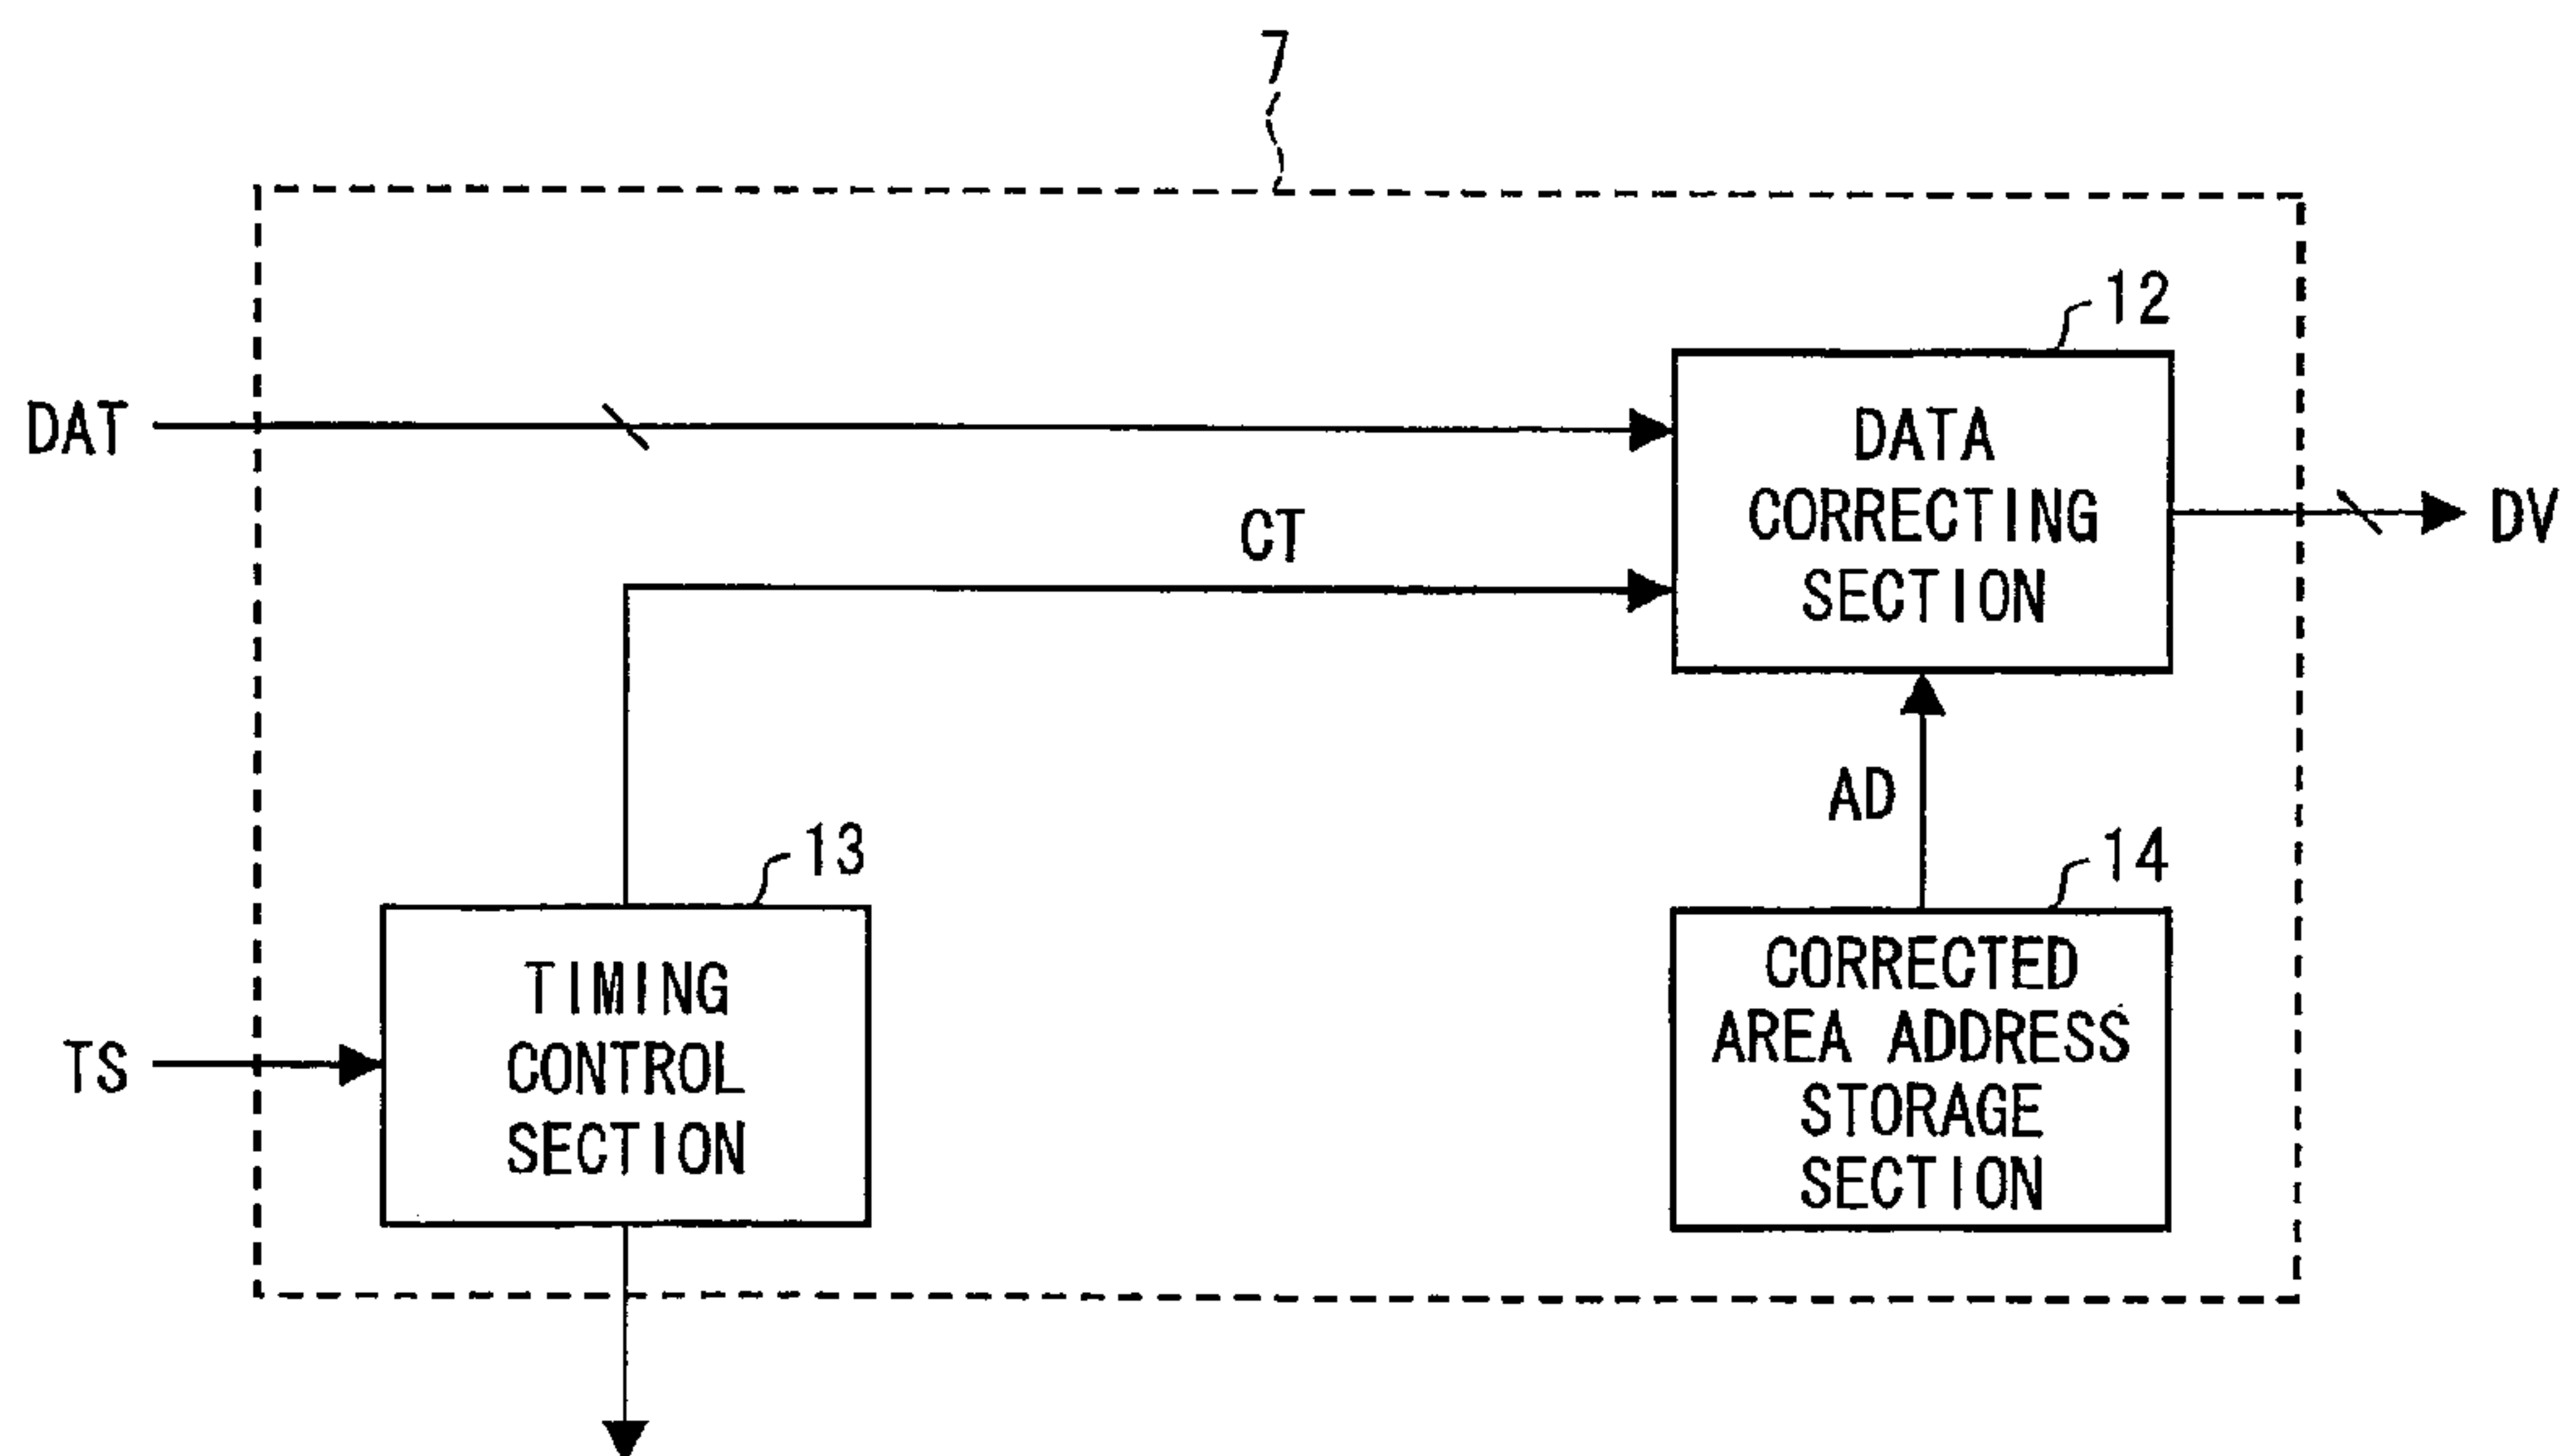 7
12
DAT
DATA
CORRECTING
SECTION
DV
CT
AD
13
14
TIMING
CONTROL
SECTION
TS
CORRECTED
AREA ADDRESS
STORAGE
SECTION